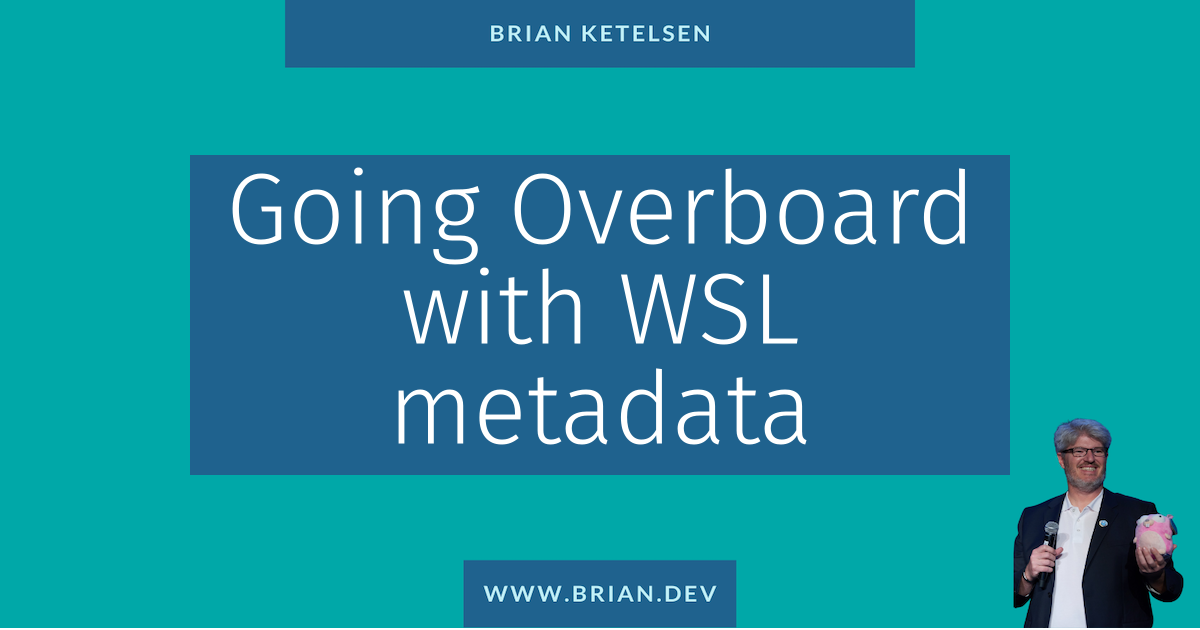 BRIAN KETELSEN
Going Overboard
with WSL
metadata
WWW.BRIAN.DEV